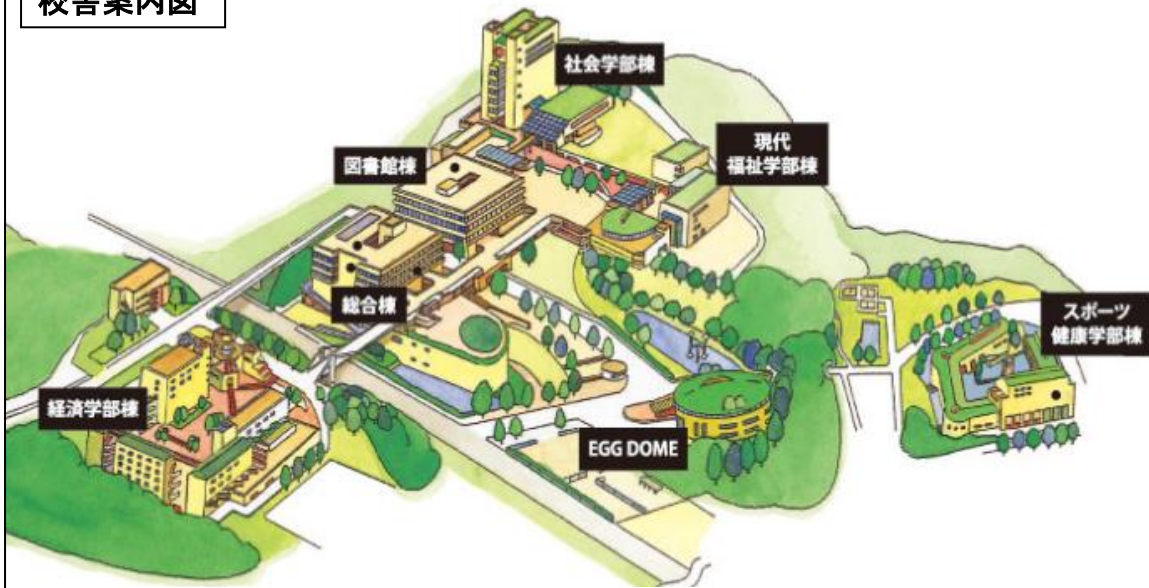 校舎案内図
社会学部棟
現代
福祉学部棟
図書館棟
総合棟
スポーツ
健康学部棟
経済学部棟
EGG DOME